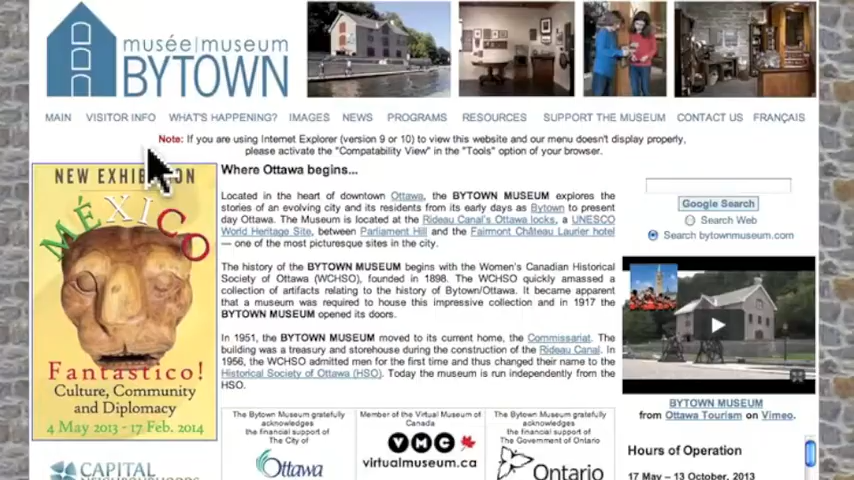 musée|museum
BYTOWN
MAIN VISITOR INFO WHAT'S HAPPENING? IMAGES NEWS PROGRAMS RESOURCES SUPPORT THE MUSEUM CONTACT US FRANÇAIS
Note: If you are using Internet Explorer (version 9 or 10) to view this website and our menu doesn't display properly,
please activate the "Compatability View" in the "Tools" option of your browser.
NEW EXHIB ON
MÉXICO
Fantastico!
Culture, Community
and Diplomacy
4 May 2013 - 17 Feb. 2014
CAPITAL
NEIGHBOURHOODS
Where Ottawa begins...
Located in the heart of downtown Ottawa, the BYTOWN MUSEUM explores the
stories of an evolving city and its residents from its early days as Bytown to present
day Ottawa. The Museum is located at the Rideau Canal's Ottawa locks, a UNESCO
World Heritage Site, between Parliament Hill and the Fairmont Château Laurier hotel
— one of the most picturesque sites in the city.
The history of the BYTOWN MUSEUM begins with the Women's Canadian Historical
Society of Ottawa (WCHSO), founded in 1898. The WCHSO quickly amassed a
collection of artifacts relating to the history of Bytown/Ottawa. It became apparent
that a museum was required to house this impressive collection and in 1917 the
BYTOWN MUSEUM opened its doors.
In 1951, the BYTOWN MUSEUM moved to its current home, the Commissariat. The
building was a treasury and storehouse during the construction of the Rideau Canal. In
1956, the WCHSO admitted men for the first time and thus changed their name to the
Historical Society of Ottawa (HSO). Today the museum is run independently from the
HSO.
The Bytown Museum gratefully
acknowledges
the financial support of
The City of
Ottawa
Member of the Virtual Museum of
Canada
VMC
virtualmuseum.ca
The Bytown Museum gratefully
acknowledges
the financial support of
The Government of Ontario
Ontario
Google Search
Search Web
Search bytownmuseum.com
BYTOWN MUSEUM
from Ottawa Tourism on Vimeo.
Hours of Operation
17 May – 13 October, 2013